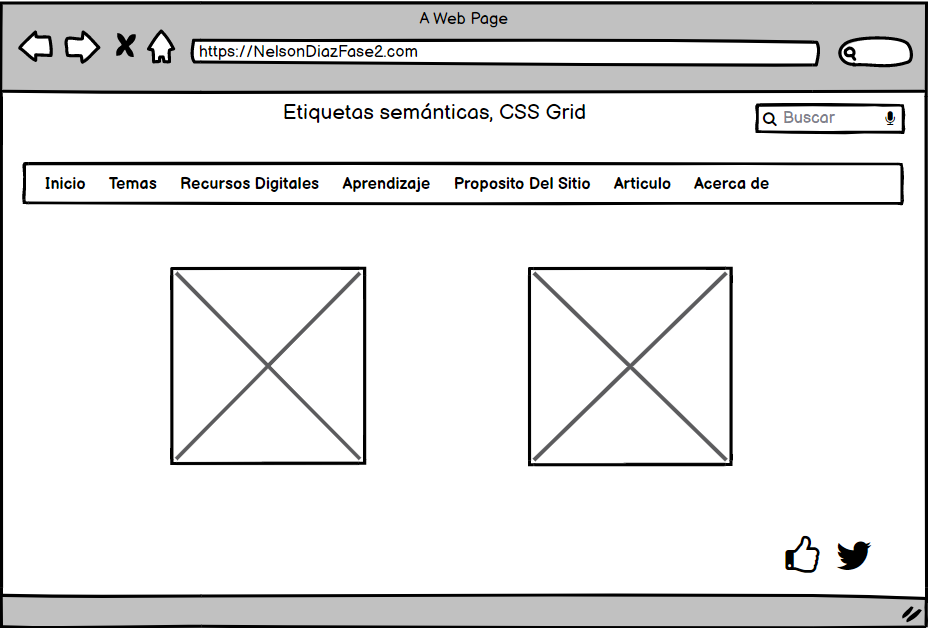 A Web Page
https://NelsonDiazFase2.com
Etiquetas semánticas, CSS Grid
Buscar
Inicio Temas Recursos Digitales Aprendizaje Proposito Del Sitio Articulo Acerca de